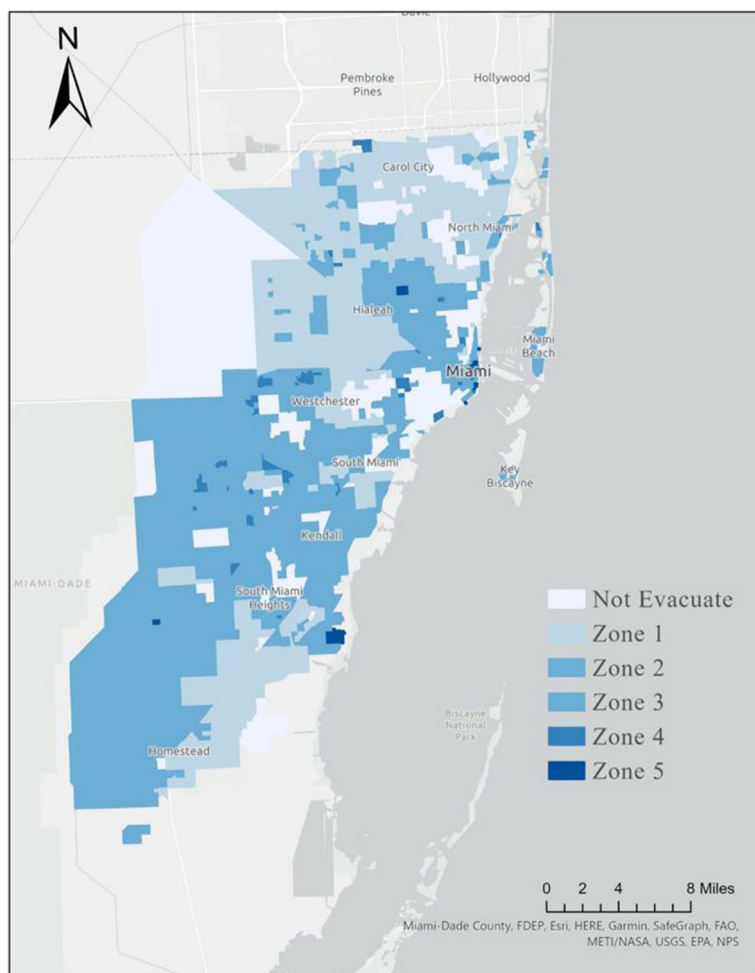 N
Davie
Pembroke
Pines
Hollywood
Carol City
North Miami
Hialeah
Miami
Beach
Miami
Westchester
South Miami
Key
Biscayne
Kendall
MIAMI-DADE
South Miami
Heights
Not Evacuate
Zone 1
Zone 2
Zone 3
Zone 4
Zone 5
Biscayne
National
Park
Homestead
0 2 4 8 Miles
Miami-Dade County, FDEP, Esri, HERE, Garmin, SafeGraph, FAO,
METI/NASA, USGS, EPA, NPS